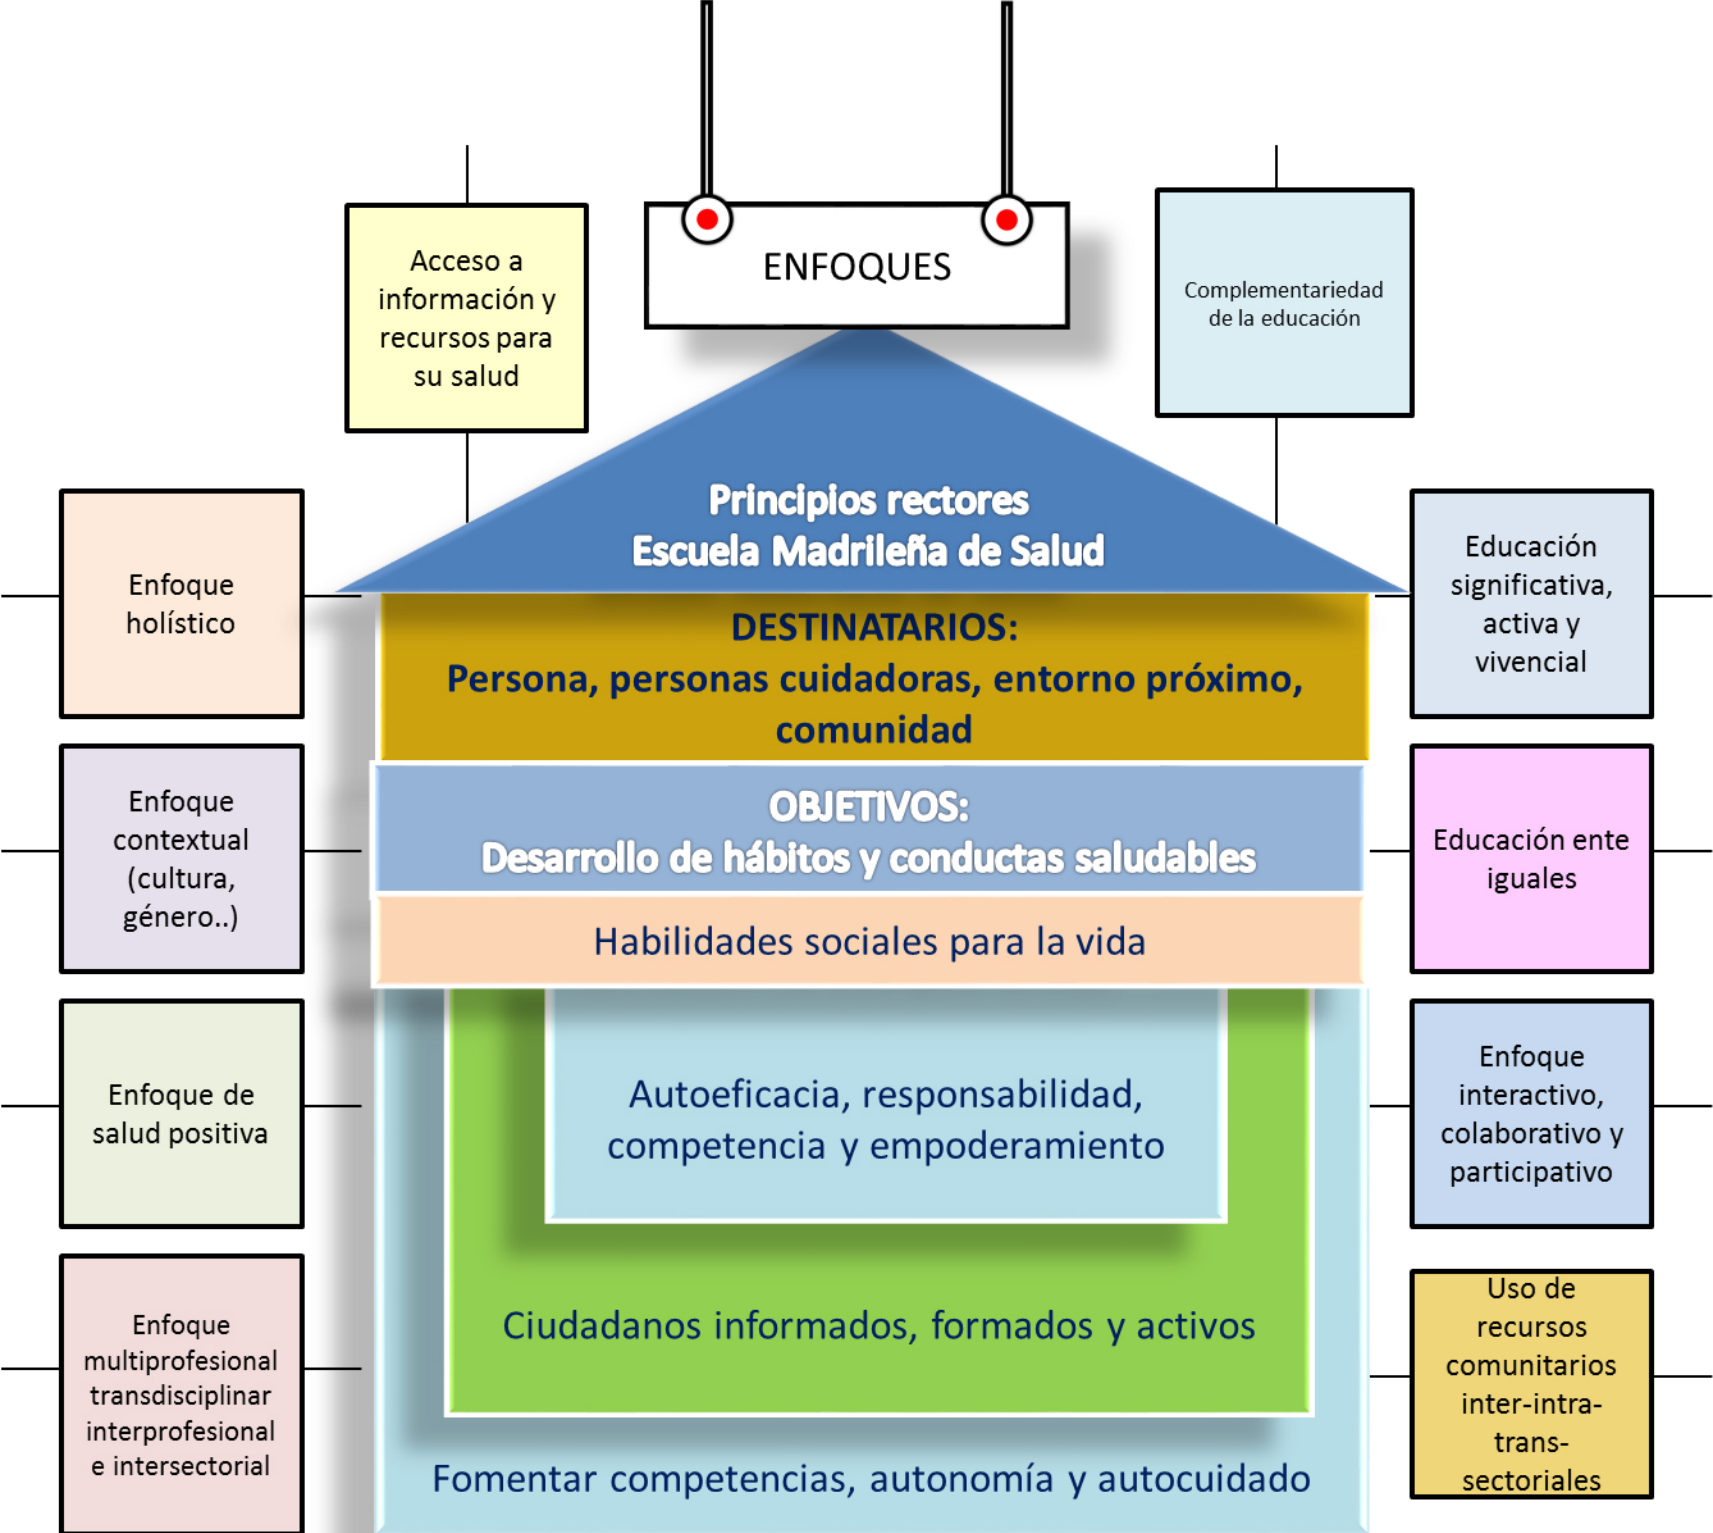 ENFOQUES
Acceso a
información y
recursos para
su salud
Complementariedad
de la educación
Principios rectores
Escuela Madrileña de Salud
Enfoque
holístico
Enfoque
contextual
(cultura,
género..)
Enfoque de
salud positiva
Enfoque
multiprofesional
transdisciplinar
interprofesional
e intersectorial
DESTINATARIOS:
Persona, personas cuidadoras, entorno próximo,
comunidad
OBJETIVOS:
Desarrollo de hábitos y conductas saludables
Habilidades sociales para la vida
Autoeficacia, responsabilidad,
competencia y empoderamiento
Ciudadanos informados, formados y activos
Fomentar competencias, autonomía y autocuidado
Educación
significativa,
activa y
vivencial
Educación ente
iguales
Enfoque
interactivo,
colaborativo y
participativo
Uso de
recursos
comunitarios
inter-intra-
trans-
sectoriales